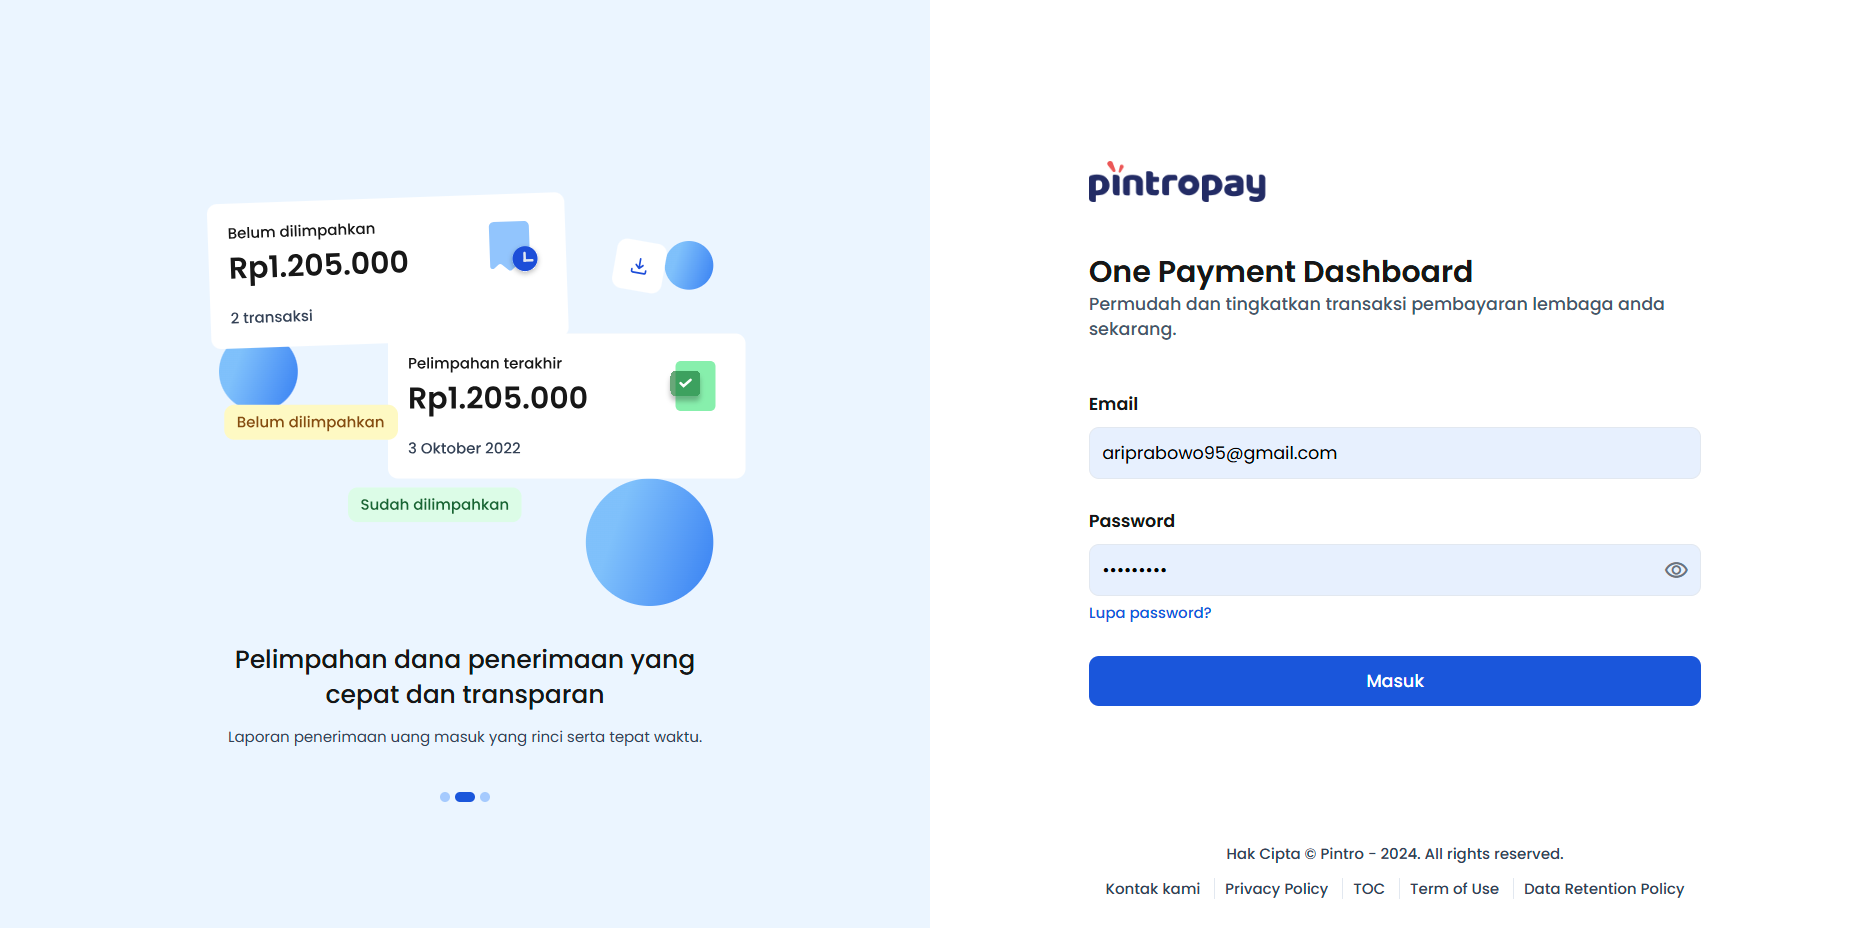 Belum dilimpahkan
Rp1.205.000
2 transaksi
Pelimpahan terakhir
Rp1.205.000
3 Oktober 2022
Belum dilimpahkan
Sudah dilimpahkan
Pelimpahan dana penerimaan yang
cepat dan transparan
Laporan penerimaan uang masuk yang rinci serta tepat waktu.
pintropay
One Payment Dashboard
Permudah dan tingkatkan transaksi pembayaran lembaga anda
sekarang.
Email
ariprabowo95@gmail.com
Password
•••••••••
Lupa password?
Masuk
Hak Cipta © Pintro - 2024. All rights reserved.
Kontak kami Privacy Policy TOC Term of Use Data Retention Policy